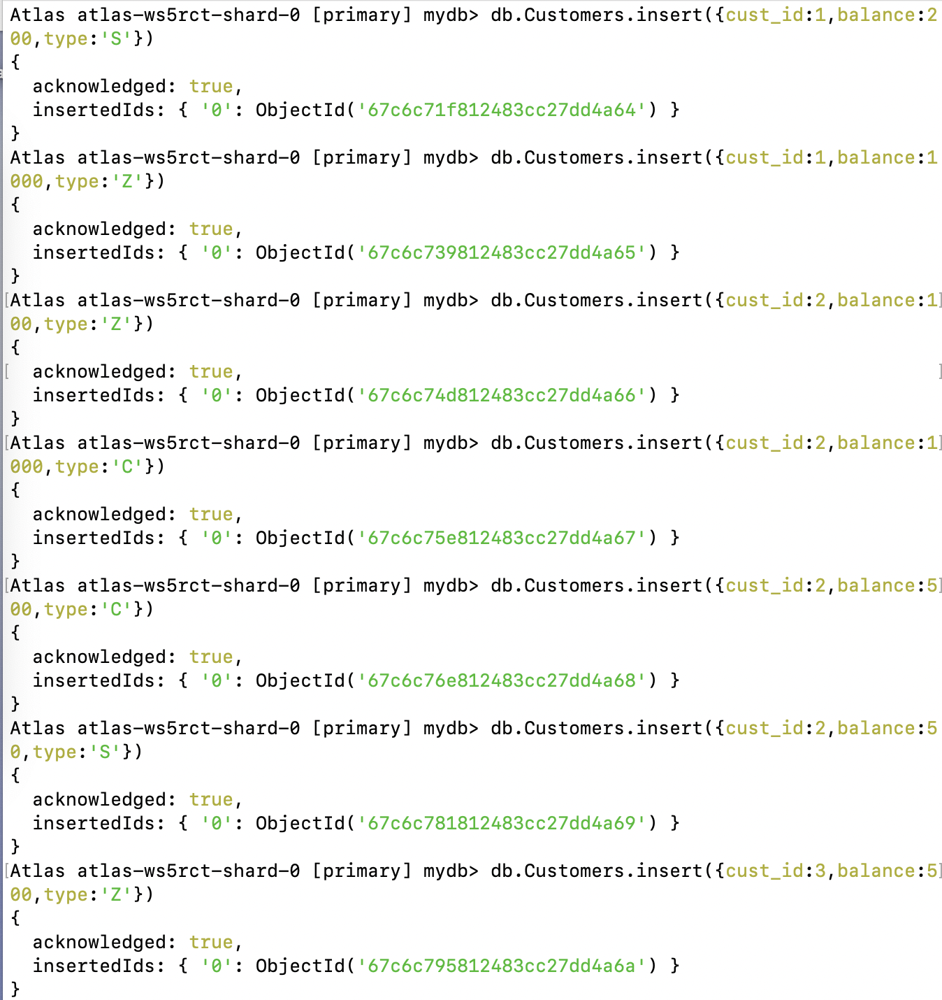 Atlas atlas-ws5rct-shard-0 [primary] mydb> db.Customers.insert({cust_id:1,balance:2
00,type:'S'})
{
  acknowledged: true,
  insertedIds: { '0': ObjectId('67c6c71f812483cc27dd4a64') }
}
Atlas atlas-ws5rct-shard-0 [primary] mydb> db.Customers.insert({cust_id:1,balance:1
000,type:'Z'})
{
  acknowledged: true,
  insertedIds: { '0': ObjectId('67c6c739812483cc27dd4a65') }
}
[Atlas atlas-ws5rct-shard-0 [primary] mydb> db.Customers.insert({cust_id:2,balance:1]
00,type:'Z'})
{
[  acknowledged: true, ]
  insertedIds: { '0': ObjectId('67c6c74d812483cc27dd4a66') }
}
[Atlas atlas-ws5rct-shard-0 [primary] mydb> db.Customers.insert({cust_id:2,balance:1]
000,type:'C'})
{
  acknowledged: true,
  insertedIds: { '0': ObjectId('67c6c75e812483cc27dd4a67') }
}
[Atlas atlas-ws5rct-shard-0 [primary] mydb> db.Customers.insert({cust_id:2,balance:5]
00,type:'C'})
{
  acknowledged: true,
  insertedIds: { '0': ObjectId('67c6c76e812483cc27dd4a68') }
}
Atlas atlas-ws5rct-shard-0 [primary] mydb> db.Customers.insert({cust_id:2,balance:5
0,type:'S'})
{
  acknowledged: true,
  insertedIds: { '0': ObjectId('67c6c781812483cc27dd4a69') }
}
[Atlas atlas-ws5rct-shard-0 [primary] mydb> db.Customers.insert({cust_id:3,balance:5]
00,type:'Z'})
{
  acknowledged: true,
  insertedIds: { '0': ObjectId('67c6c795812483cc27dd4a6a') }
}